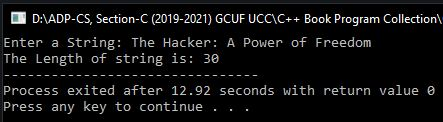 D:\ADP-CS, Section-C (2019-2021) GCUF UCC\C++ Book Program Collection\
Enter a String: The Hacker: A Power of Freedom
The Length of string is: 30
--------------------------------
Process exited after 12.92 seconds with return value 0
Press any key to continue . . .